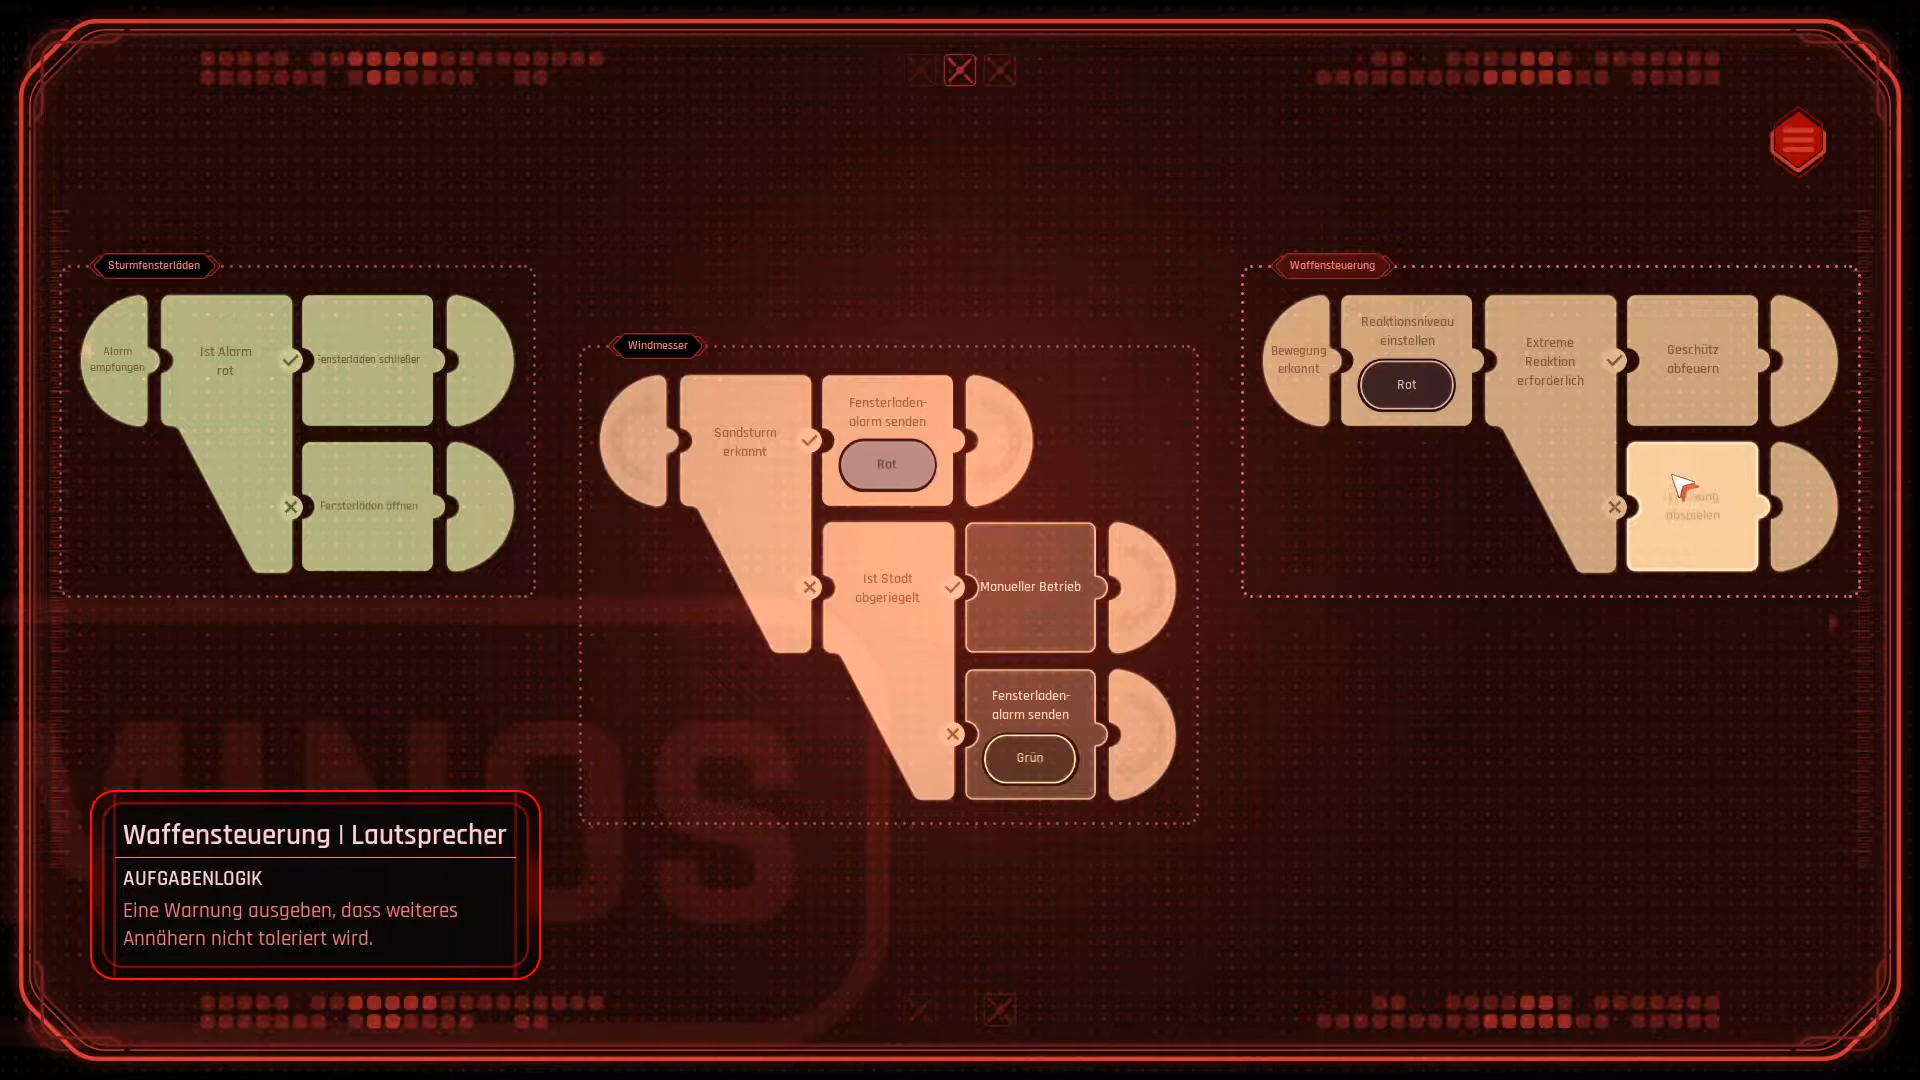 Sturmfensterläden
Alarm
empfangen
Ist Alarm
rot
Fensterläden schließen
Fensterläden öffnen
Windmesser
Sandsturm
erkannt
Fensterladen-
alarm senden
Rot
Ist Stadt
abgeriegelt
Manueller Betrieb
Fensterladen-
alarm senden
Grün
Waffensteuerung
Bewegung
erkannt
Reaktionsniveau
einstellen
Rot
Extreme
Reaktion
erforderlich
Geschütz
abfeuern
abspielen
MINOS
Waffensteuerung | Lautsprecher
AUFGABENLOGIK
Eine Warnung ausgeben, dass weiteres
Annähern nicht toleriert wird.